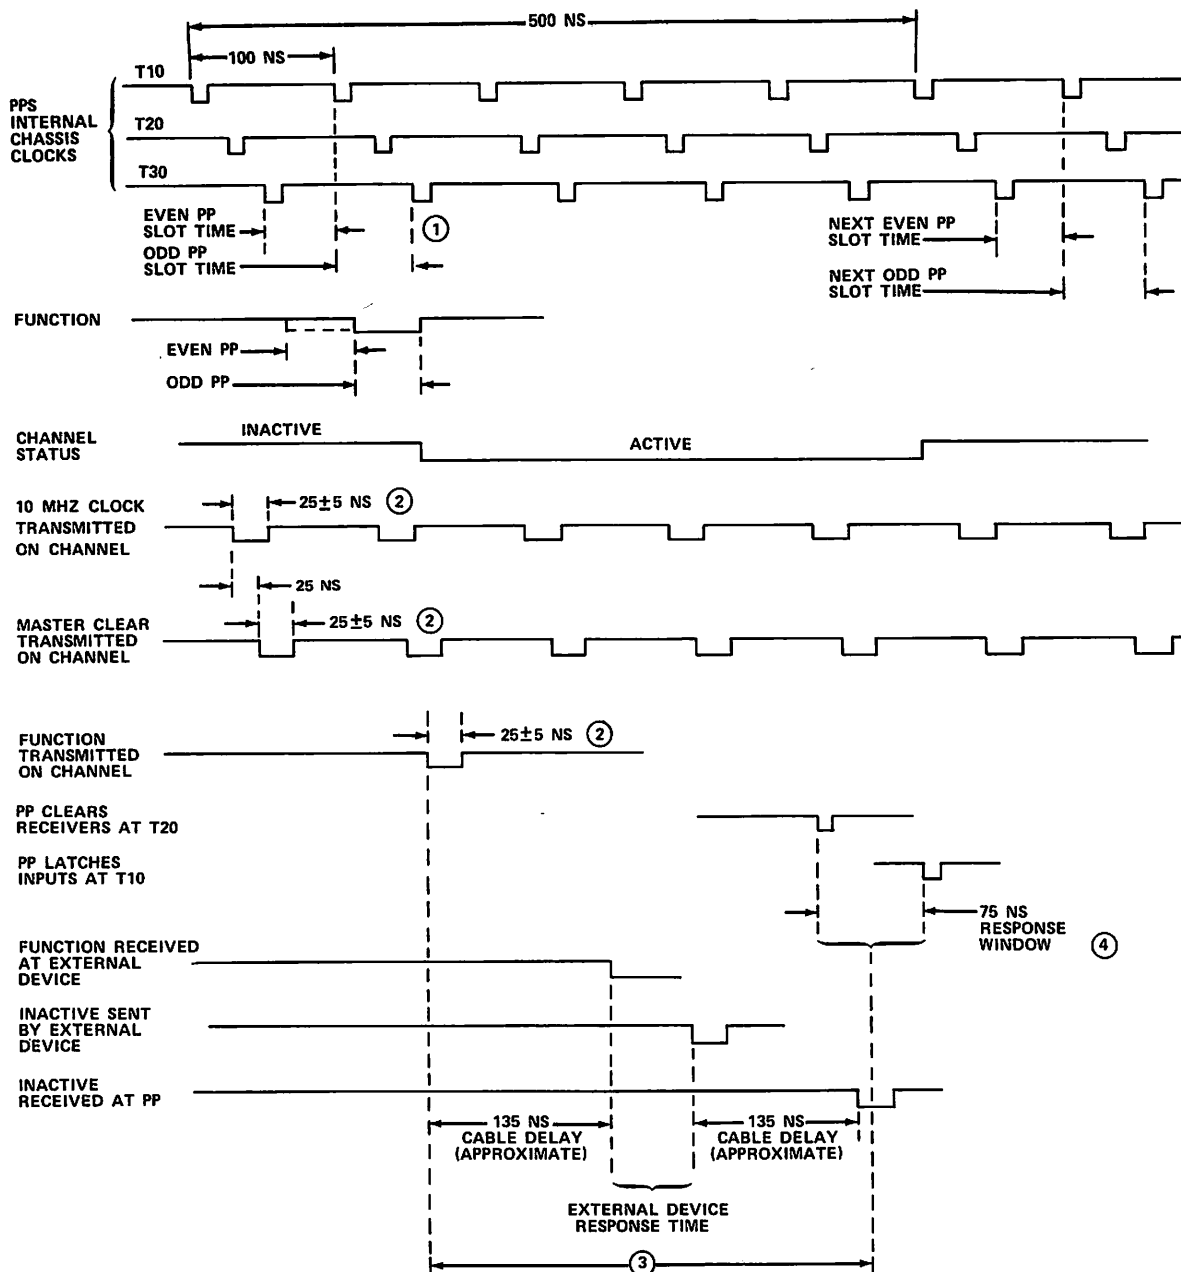 500 NS
100 NS
T10
PPS
INTERNAL
CHASSIS
CLOCKS
T20
T30
EVEN PP
SLOT TIME
1
ODD PP
SLOT TIME
NEXT EVEN PP
SLOT TIME
NEXT ODD PP
SLOT TIME
FUNCTION
EVEN PP
ODD PP
CHANNEL
STATUS
INACTIVE
ACTIVE
10 MHZ CLOCK
TRANSMITTED
ON CHANNEL
25±5 NS 2
25 NS
MASTER CLEAR
TRANSMITTED
ON CHANNEL
25±5 NS 2
FUNCTION
TRANSMITTED
ON CHANNEL
25±5 NS 2
PP CLEARS
RECEIVERS AT T20
PP LATCHES
INPUTS AT T10
75 NS
RESPONSE
WINDOW 4
FUNCTION RECEIVED
AT EXTERNAL
DEVICE
INACTIVE SENT
BY EXTERNAL
DEVICE
INACTIVE
RECEIVED AT PP
135 NS
CABLE DELAY
(APPROXIMATE)
135 NS
CABLE DELAY
(APPROXIMATE)
EXTERNAL DEVICE
RESPONSE TIME
3